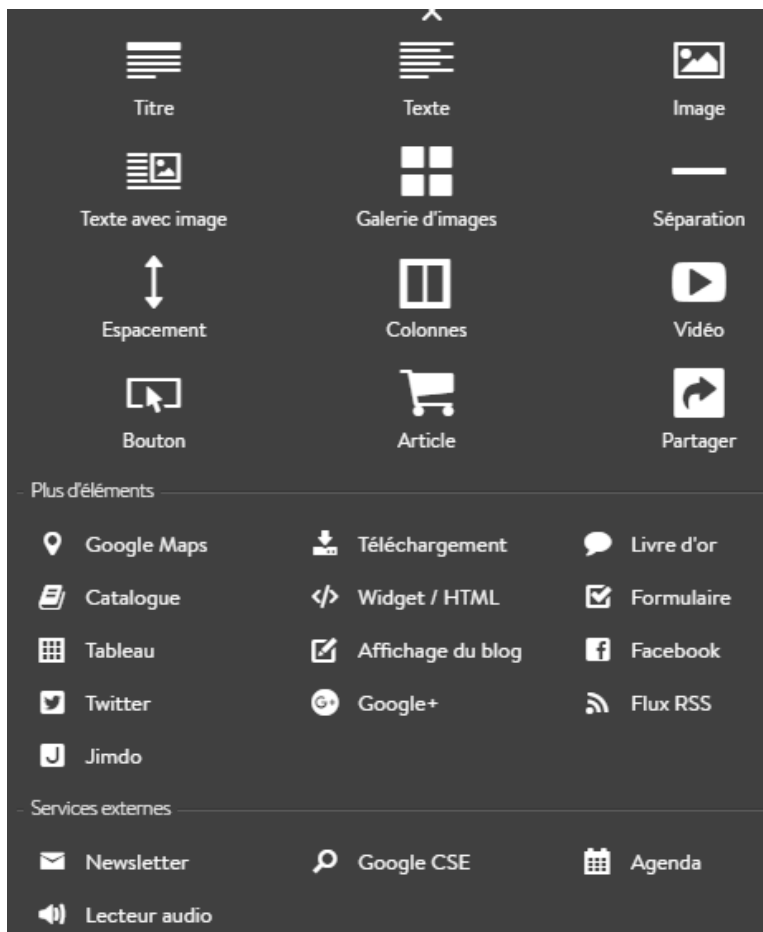 Titre Texte Image
Texte avec image Galerie d'images Séparation
Espacement Colonnes Vidéo
Bouton Article Partager
Plus d'éléments
Google Maps Téléchargement Livre d'or
Catalogue </> Widget / HTML Formulaire
Tableau Affichage du blog Facebook
Twitter G+ Google+ Flux RSS
J Jimdo
Services externes
Newsletter Google CSE Agenda
Lecteur audio